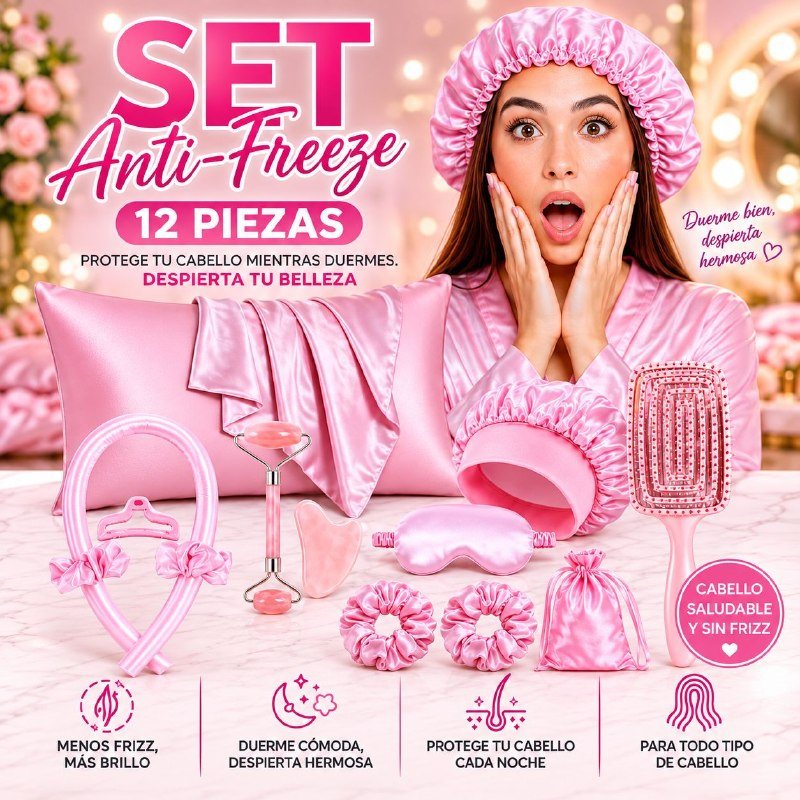 SET
Anti-Freeze
12 PIEZAS
PROTEGE TU CABELLO MIENTRAS DUERMES.
DESPIERTA TU BELLEZA
Duerme bien,
despierta
hermosa
CABELLO
SALUDABLE
Y SIN FRIZZ
MENOS FRIZZ,
MÁS BRILLO
DUERME CÓMODA,
DESPIERTA HERMOSA
PROTEGE TU CABELLO
CADA NOCHE
PARA TODO TIPO
DE CABELLO